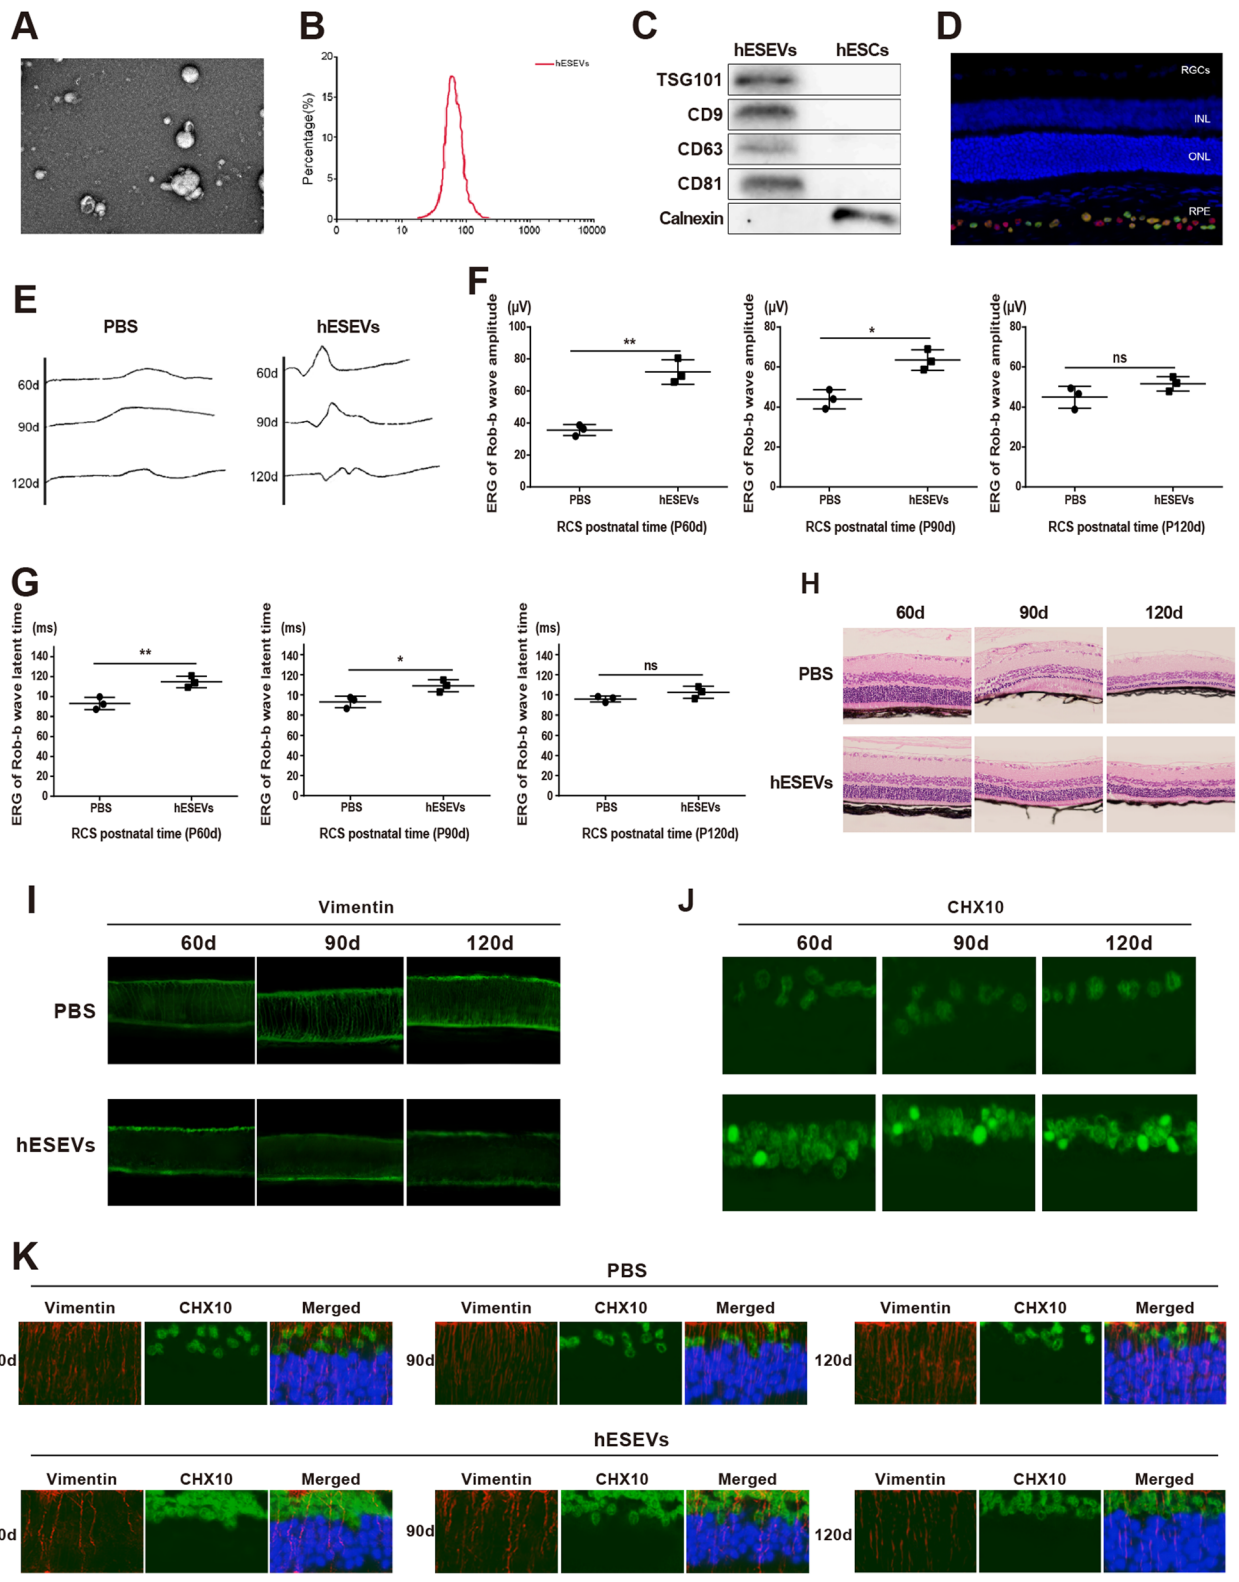 A
B
C
D
hESEVs
20
15
10
5
0
Percentage(%)
0
10
100
1000
10000
hESEVs hESCs
TSG101
CD9
CD63
CD81
Calnexin
RGCs
INL
ONL
RPE
E
PBS
hESEVs
60d
90d
120d
60d
90d
120d
F
ERG of Rob-b wave amplitude
(μV)
100
80
60
40
20
0
**
PBS hESEVs
RCS postnatal time (P60d)
ERG of Rob-b wave amplitude
(μV)
80
60
40
20
0
*
PBS hESEVs
RCS postnatal time (P90d)
ERG of Rob-b wave amplitude
(μV)
80
60
40
20
0
ns
PBS hESEVs
RCS postnatal time (P120d)
G
ERG of Rob-b wave latent time
(ms)
140
120
100
80
60
40
20
0
**
PBS hESEVs
RCS postnatal time (P60d)
ERG of Rob-b wave latent time
(ms)
140
120
100
80
60
40
20
0
*
PBS hESEVs
RCS postnatal time (P90d)
ERG of Rob-b wave latent time
(ms)
140
120
100
80
60
40
20
0
ns
PBS hESEVs
RCS postnatal time (P120d)
H
60d 90d 120d
PBS
hESEVs
I
Vimentin
60d 90d 120d
PBS
hESEVs
J
CHX10
60d 90d 120d
K
PBS
Vimentin CHX10 Merged Vimentin CHX10 Merged Vimentin CHX10 Merged
0d 90d 120d
hESEVs
Vimentin CHX10 Merged Vimentin CHX10 Merged Vimentin CHX10 Merged
0d 90d 120d